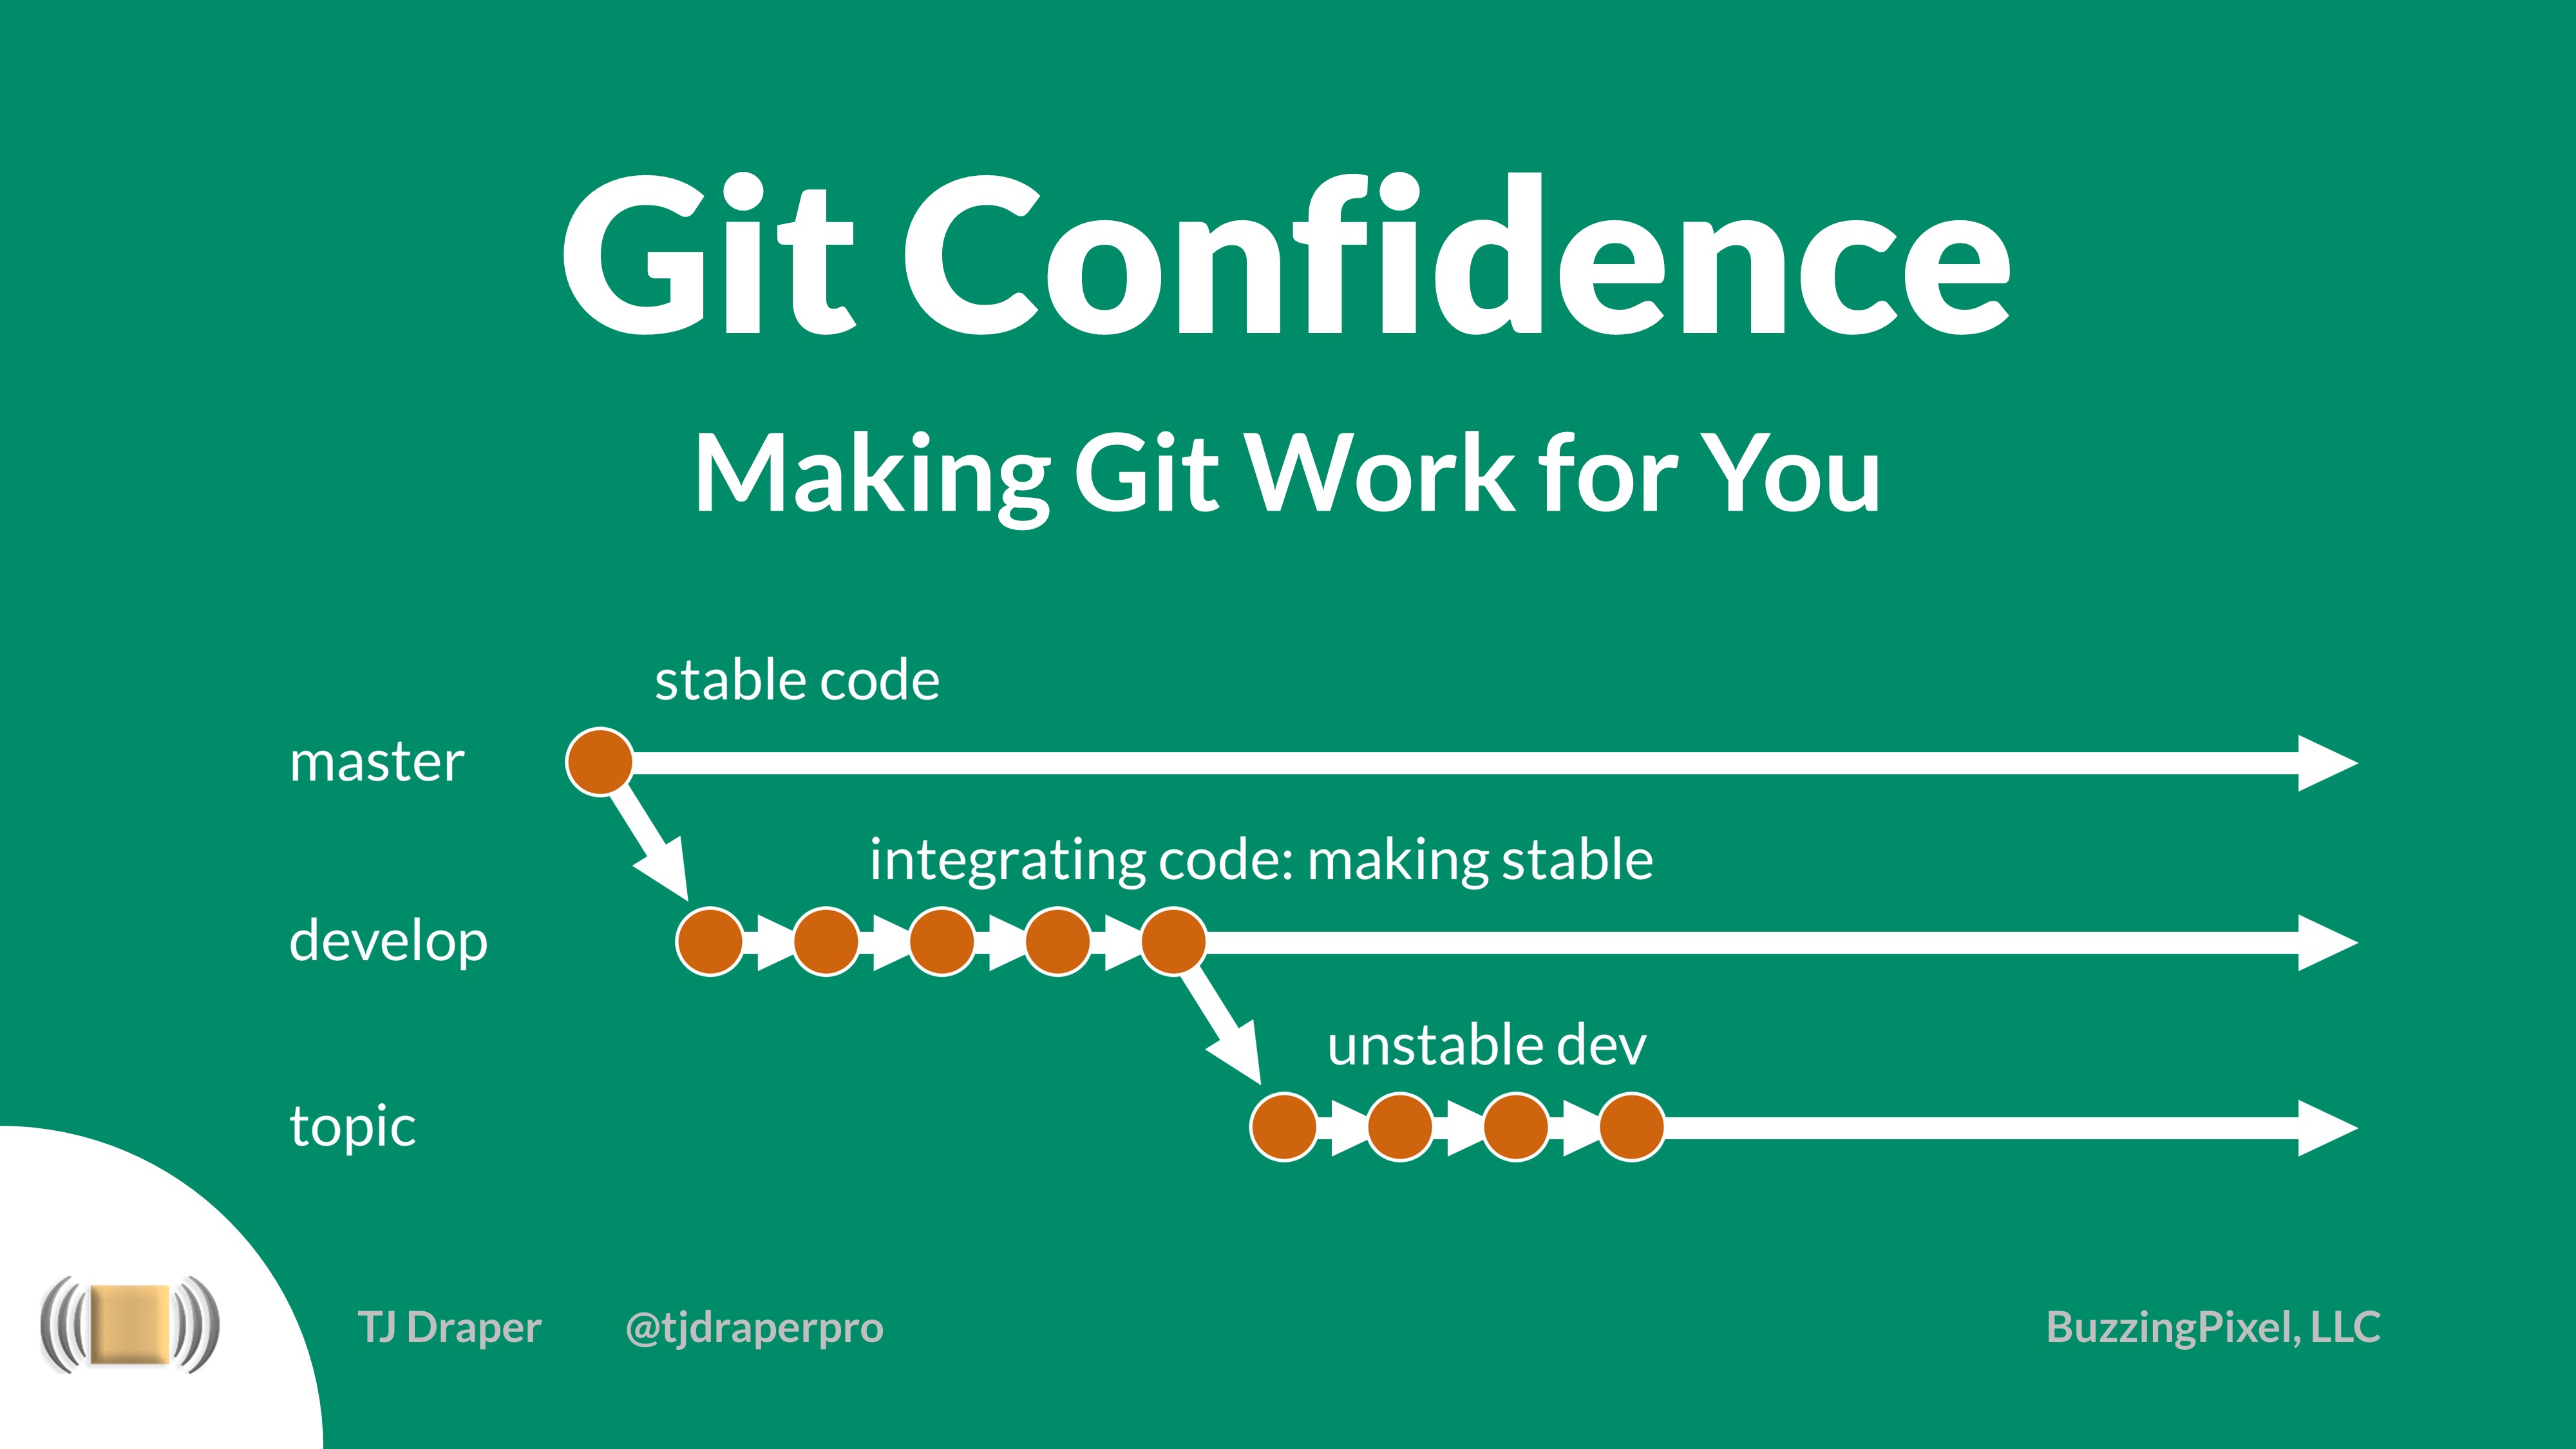 Git Confidence
Making Git Work for You
stable code
master
integrating code: making stable
develop
unstable dev
topic
TJ Draper @tjdraperpro BuzzingPixel, LLC